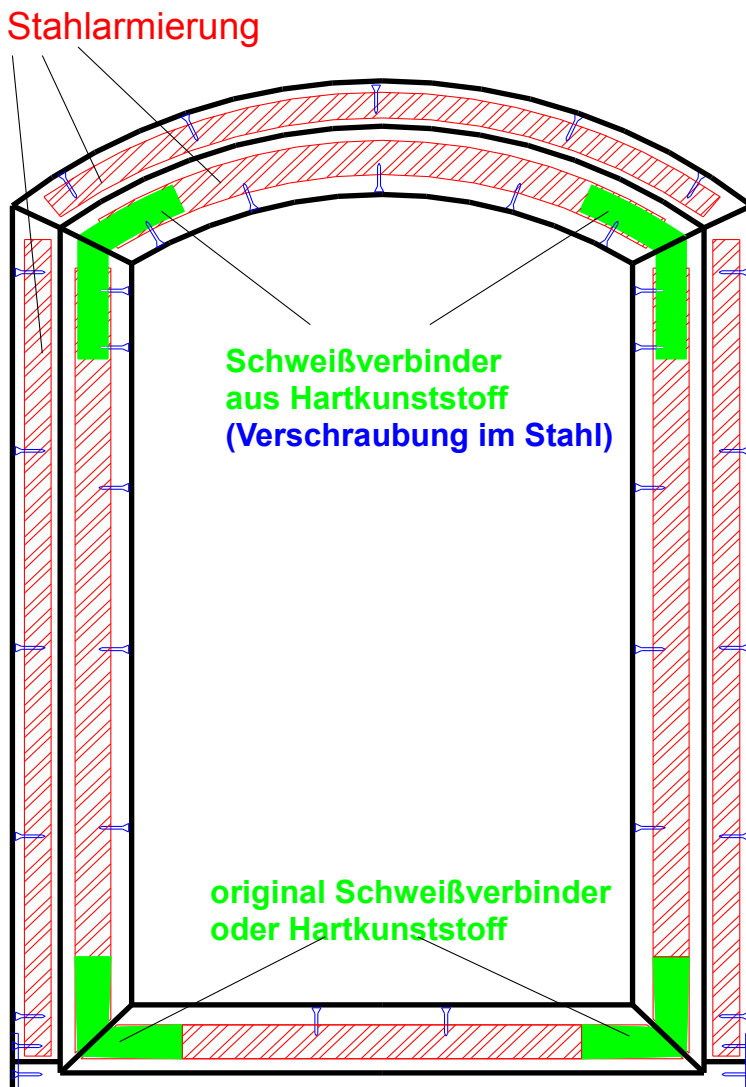 Stahlarmierung
Schweißverbinder
aus Hartkunststoff
(Verschraubung im Stahl)
original Schweißverbinder
oder Hartkunststoff